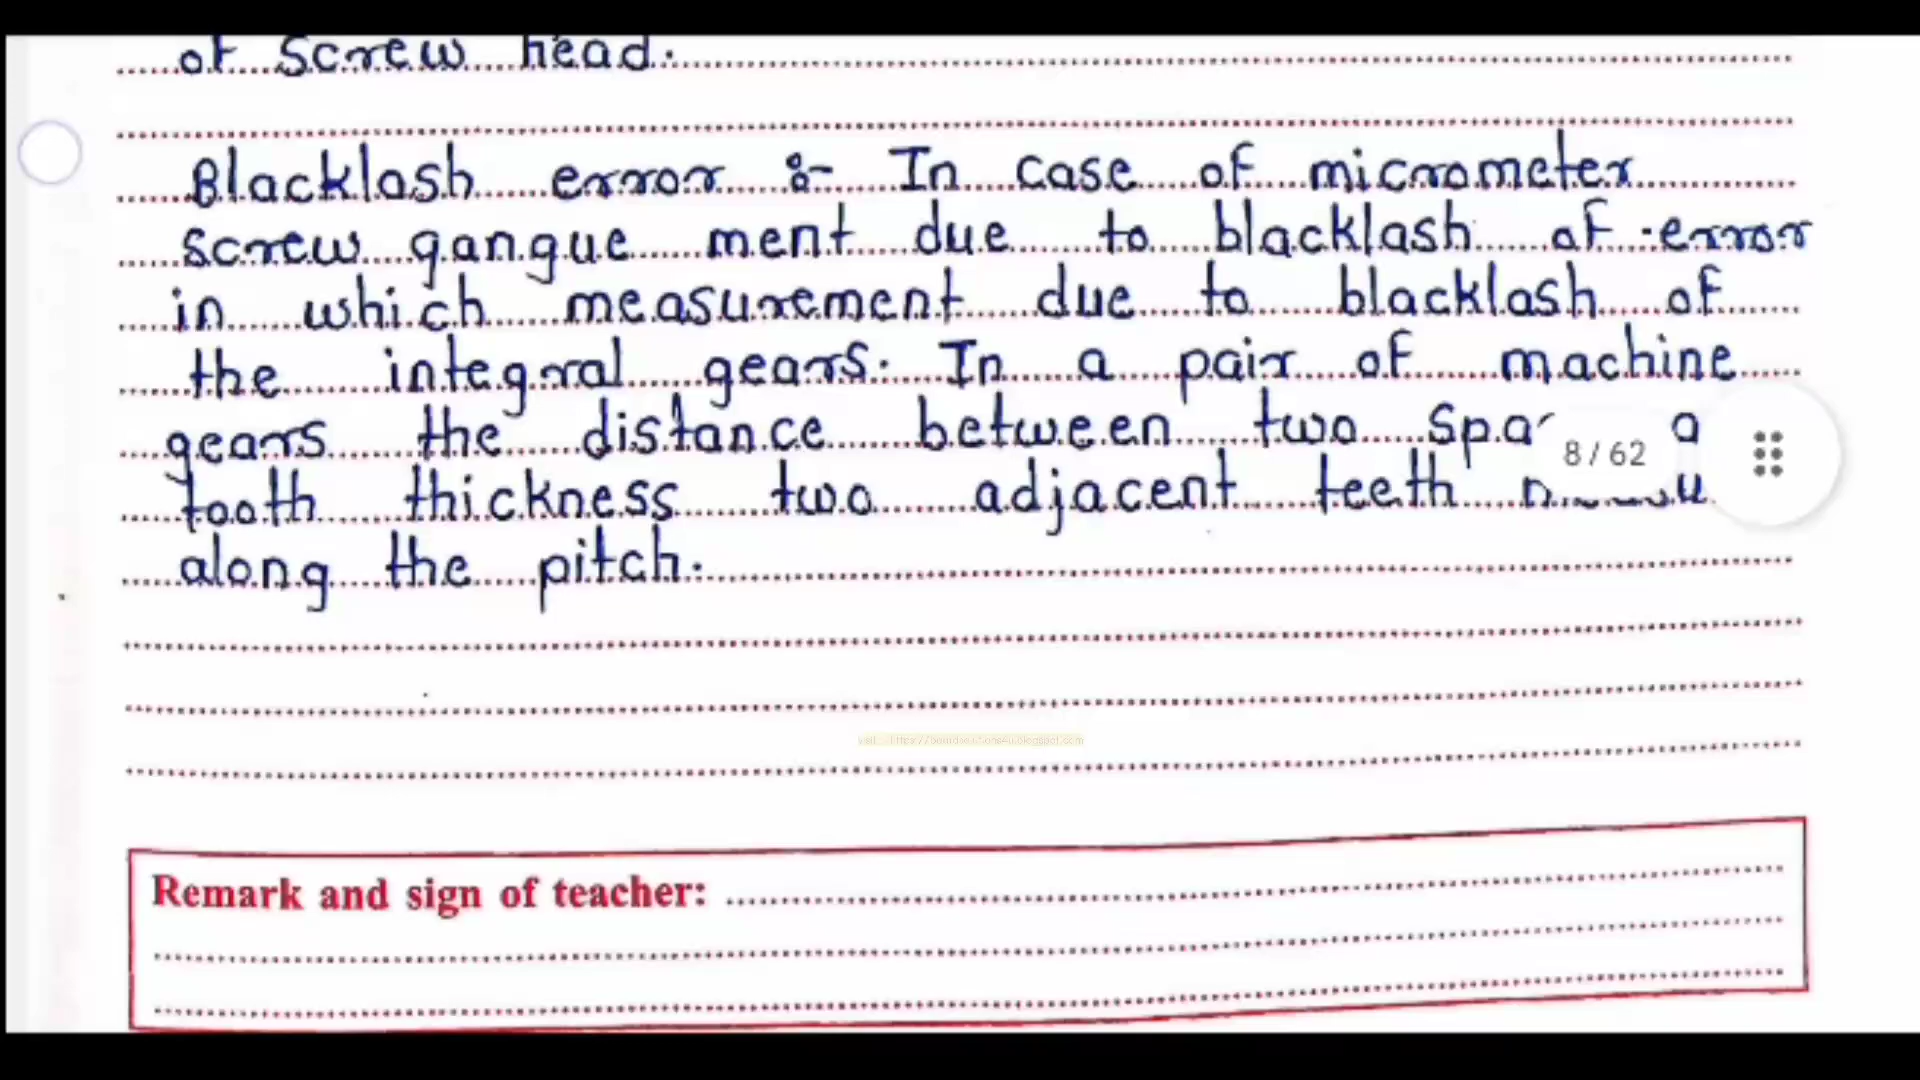 of screw head.
Blacklash error :- In case of micrometer
screw gangue ment due to blacklash of error
in which measurement due to blacklash of
the integral gears. In a pair of machine
gears the distance between two a
tooth thickness two adjacent teeth
along the pitch.
8/62
Remark and sign of teacher: